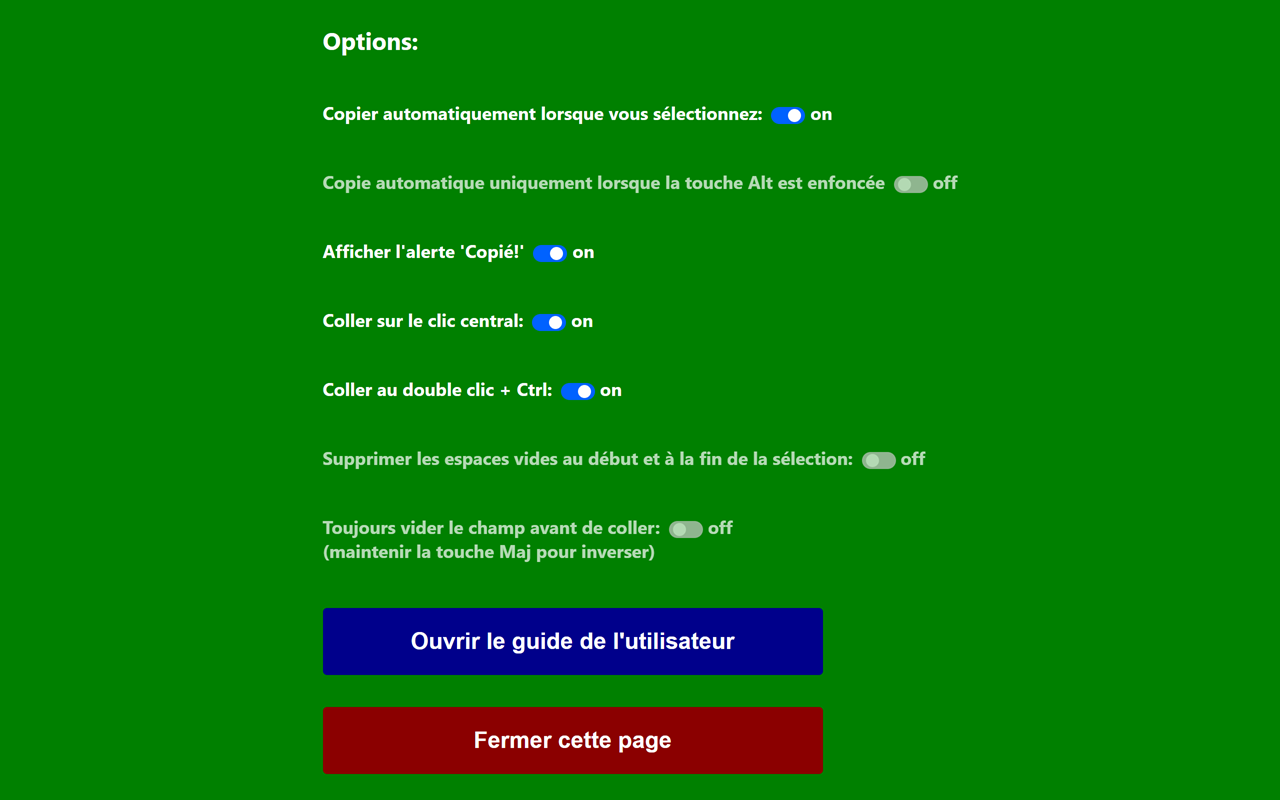 Options:
Copier automatiquement lorsque vous sélectionnez: on
Copie automatique uniquement lorsque la touche Alt est enfoncée off
Afficher l'alerte 'Copié!' on
Coller sur le clic central: on
Coller au double clic + Ctrl: on
Supprimer les espaces vides au début et à la fin de la sélection: off
Toujours vider le champ avant de coller: off
(maintenir la touche Maj pour inverser)
Ouvrir le guide de l'utilisateur
Fermer cette page